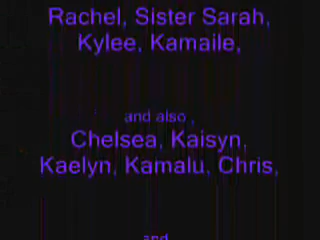 Rachel, Sister Sarah,
Kylee, Kamaile,
and also ,
Chelsea, Kaisyn,
Kaelyn, Kamalu, Chris,
and